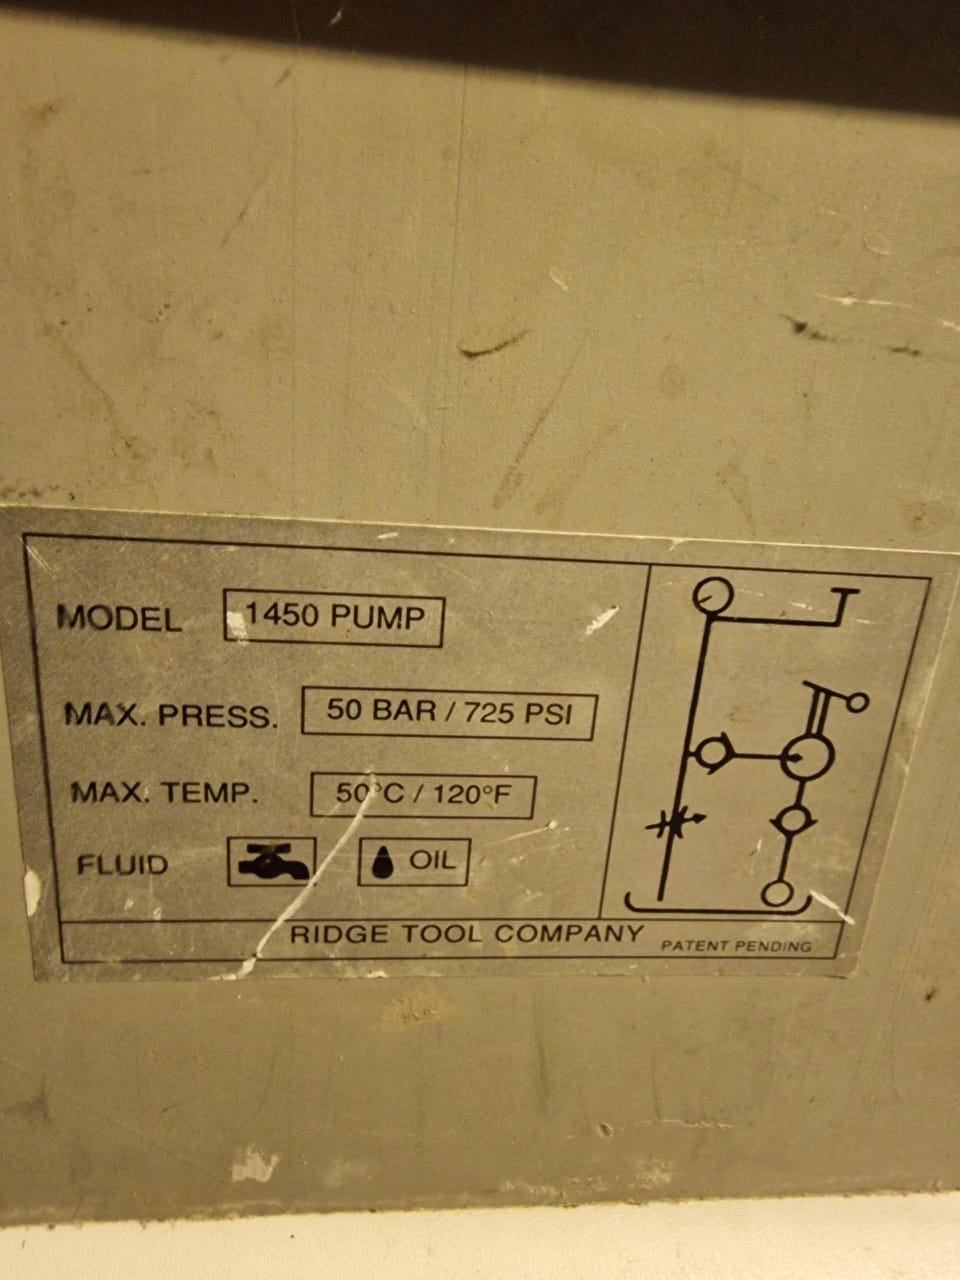 MODEL 1450 PUMP
MAX. PRESS. 50 BAR / 725 PSI
MAX. TEMP. 50°C / 120°F
FLUID OIL
RIDGE TOOL COMPANY PATENT PENDING